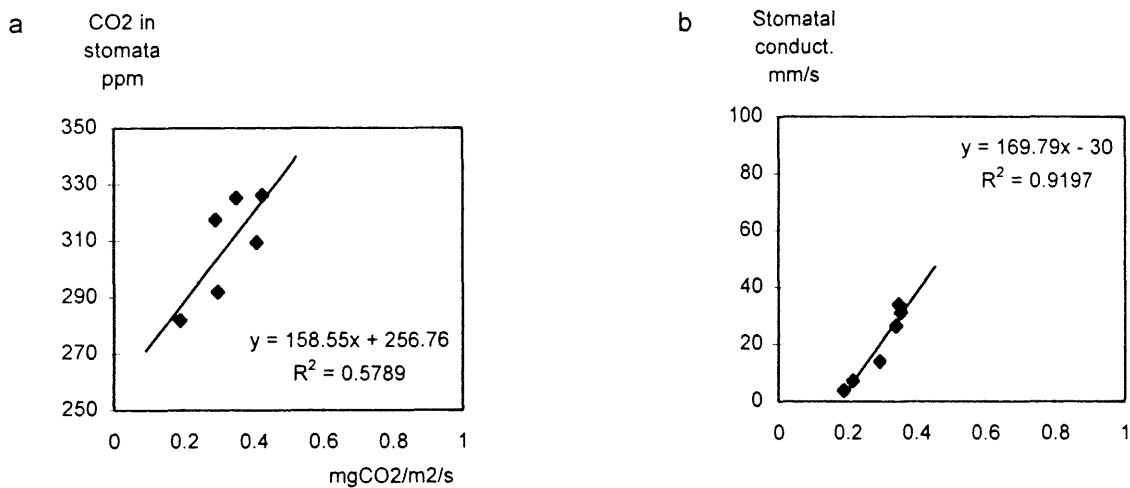 a
CO2 in
stomata
ppm
350
330
310
290
270
250
y = 158.55x + 256.76
R² = 0.5789
0 0.2 0.4 0.6 0.8 1
mgCO2/m2/s
b
Stomatal
conduct.
mm/s
100
80
60
40
20
0
y = 169.79x - 30
R² = 0.9197
0 0.2 0.4 0.6 0.8 1